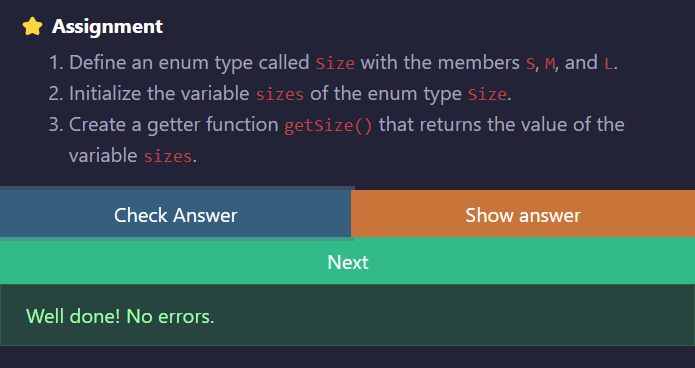 Assignment
1. Define an enum type called Size with the members S, M, and L.
2. Initialize the variable sizes of the enum type Size.
3. Create a getter function getSize() that returns the value of the
variable sizes.
Check Answer
Show answer
Next
Well done! No errors.